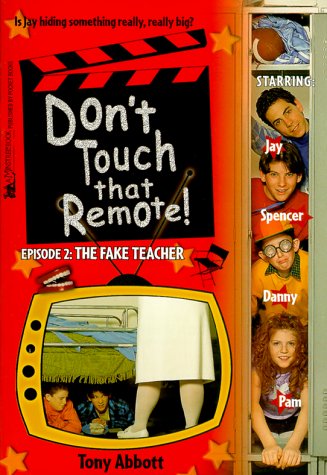 Is Jay hiding something really, really big?
Don't
Touch
that
Remote!
EPISODE 2: THE FAKE TEACHER
STARRING:
Jay
Spencer
Danny
Pam
Tony Abbott